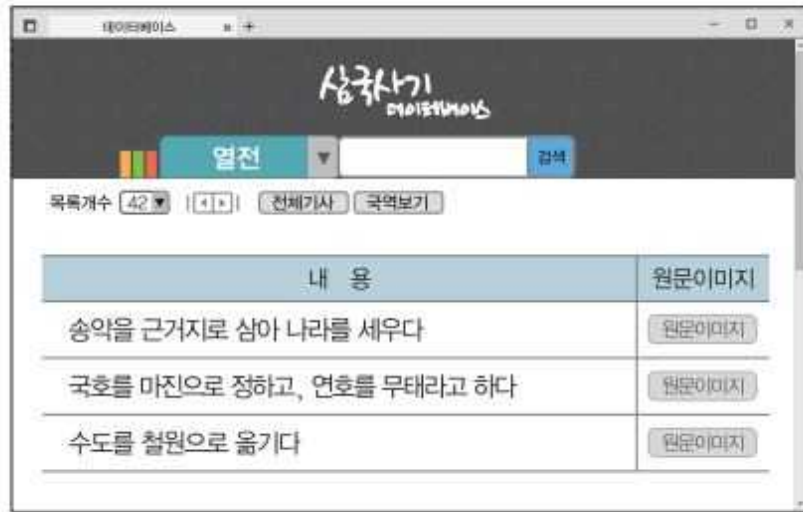 데이터베이스
삼국사기
데이터베이스
열전 ▼ 검색
목록개수 42 ▼ 전체기사 국역보기
내 용 원문이미지
송악을 근거지로 삼아 나라를 세우다 원문이미지
국호를 마진으로 정하고, 연호를 무태라고 하다 원문이미지
수도를 철원으로 옮기다 원문이미지